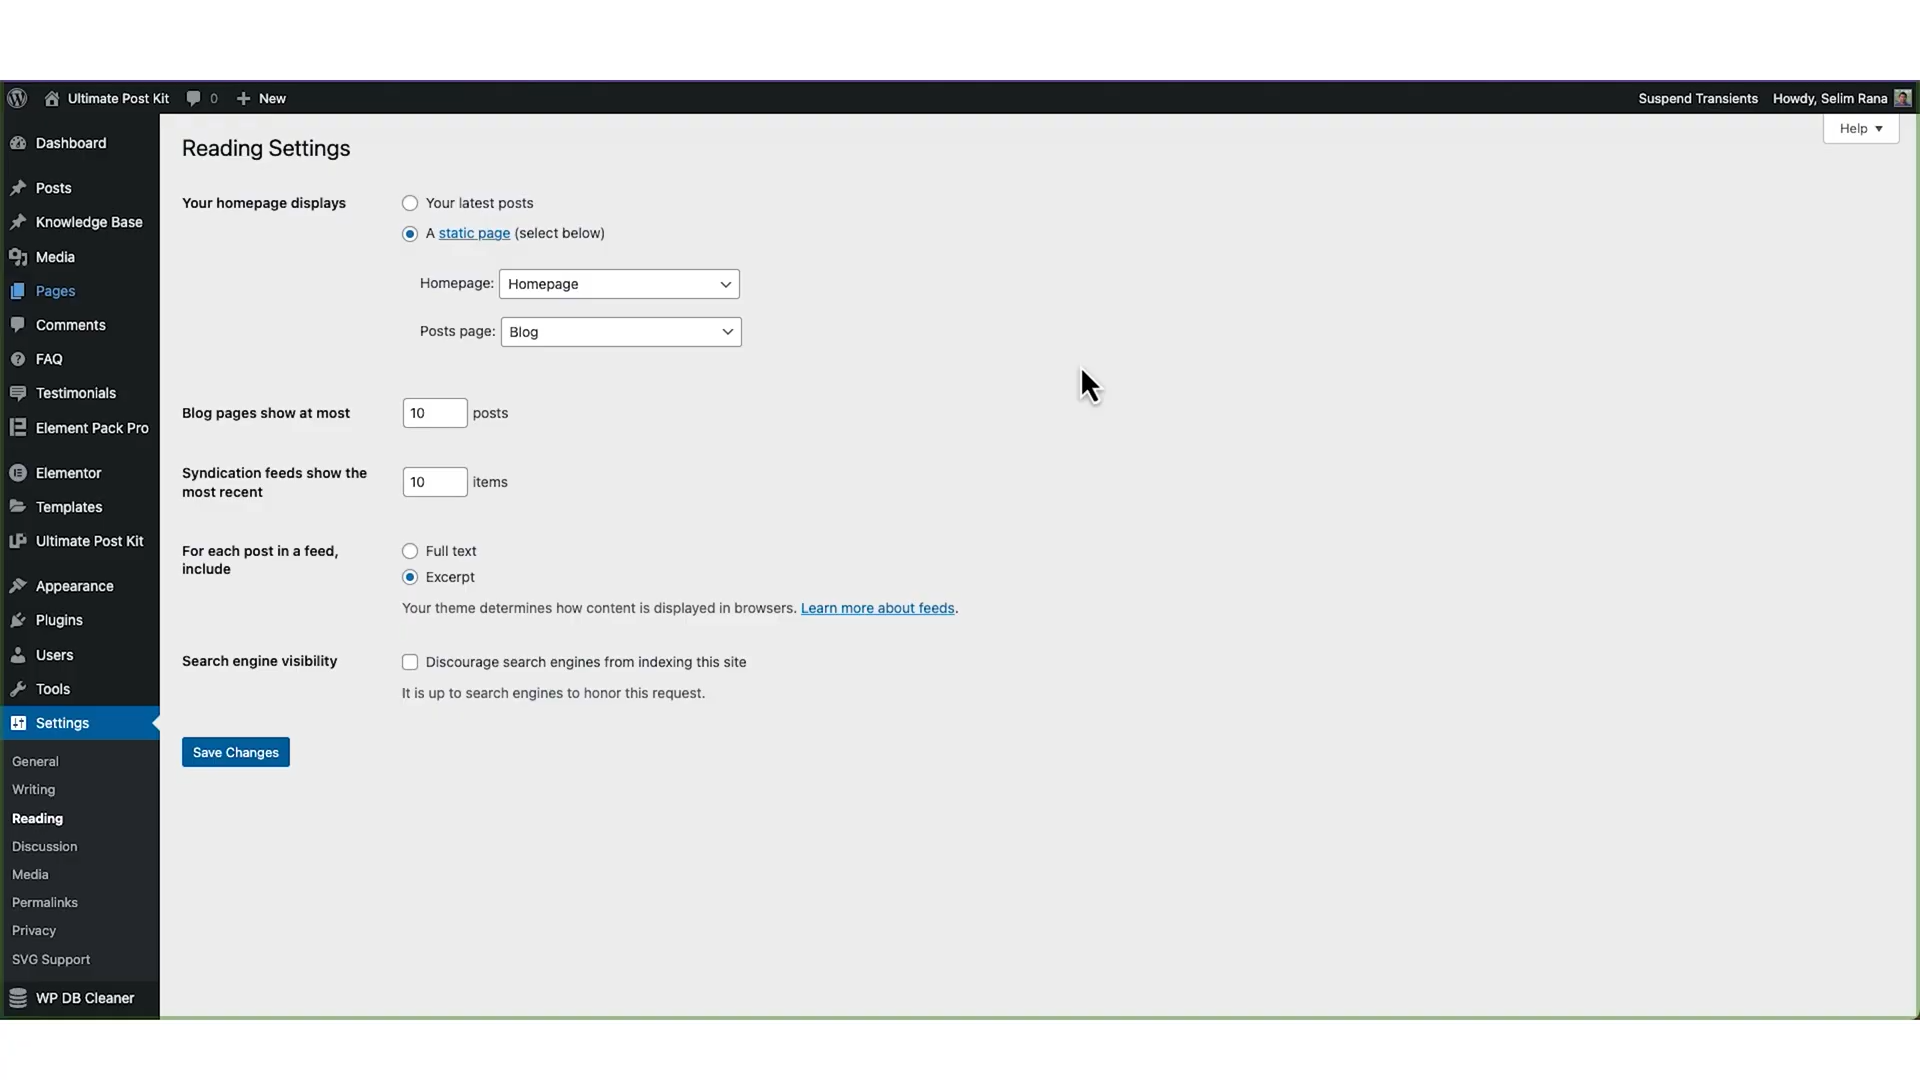 Ultimate Post Kit 0 New Suspend Transients Howdy, Selim Rana
Help
Dashboard
Posts
Knowledge Base
Media
Pages
Comments
FAQ
Testimonials
Element Pack Pro
Elementor
Templates
Ultimate Post Kit
Appearance
Plugins
Users
Tools
Settings
General
Writing
Reading
Discussion
Media
Permalinks
Privacy
SVG Support
WP DB Cleaner
Reading Settings
Your homepage displays
Your latest posts
A static page (select below)
Homepage: Homepage
Posts page: Blog
Blog pages show at most 10 posts
Syndication feeds show the
most recent
10 items
For each post in a feed,
include
Full text
Excerpt
Your theme determines how content is displayed in browsers. Learn more about feeds.
Search engine visibility
Discourage search engines from indexing this site
It is up to search engines to honor this request.
Save Changes